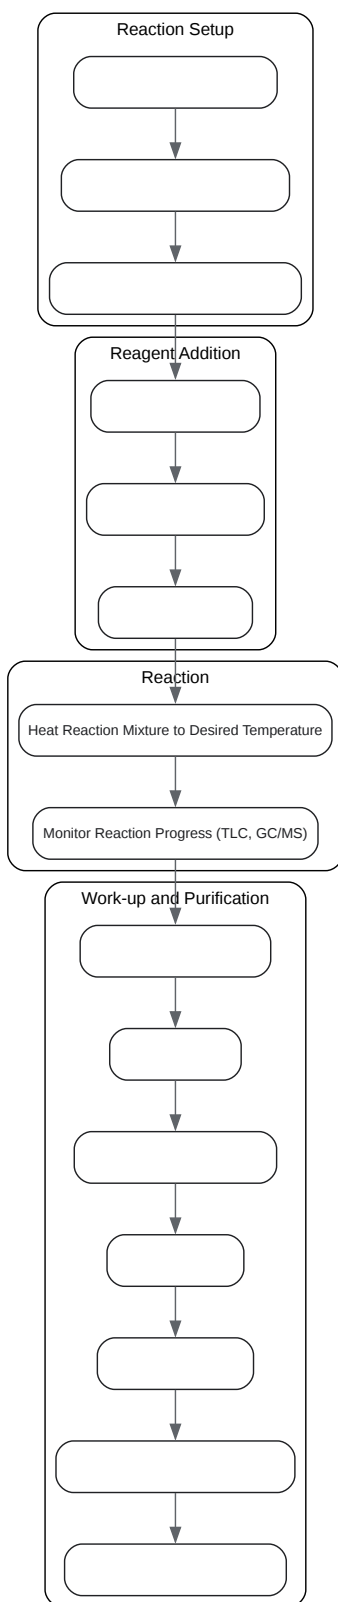 Reaction Setup
Reagent Addition
Reaction
Heat Reaction Mixture to Desired Temperature
Monitor Reaction Progress (TLC, GC/MS)
Work-up and Purification